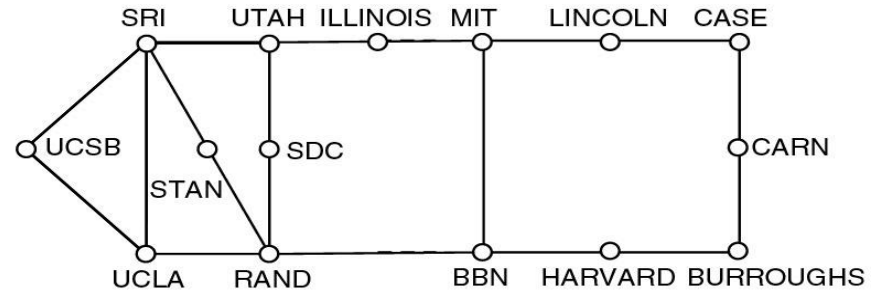 SRI UTAH ILLINOIS MIT LINCOLN CASE
UCSB SDC CARN
STAN
UCLA RAND BBN HARVARD BURROUGHS